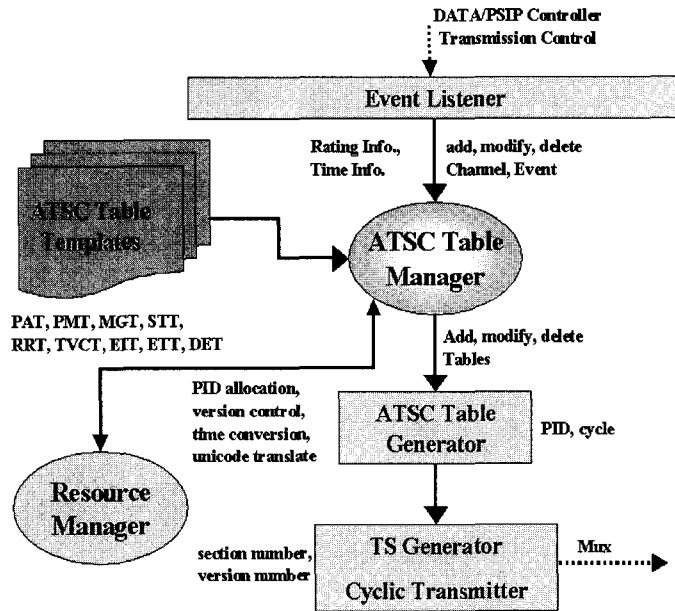 DATA/PSIP Controller
Transmission Control
Event Listener
Rating Info.,
Time Info.
add, modify, delete
Channel, Event
ATSC Table
Templates
ATSC Table
Manager
PAT, PMT, MGT, STT,
RRT, TVCT, EIT, ETT, DET
Add, modify, delete
Tables
PID allocation,
version control,
time conversion,
unicode translate
ATSC Table
Generator
PID, cycle
Resource
Manager
section number,
version number
TS Generator
Cyclic Transmitter
Mux